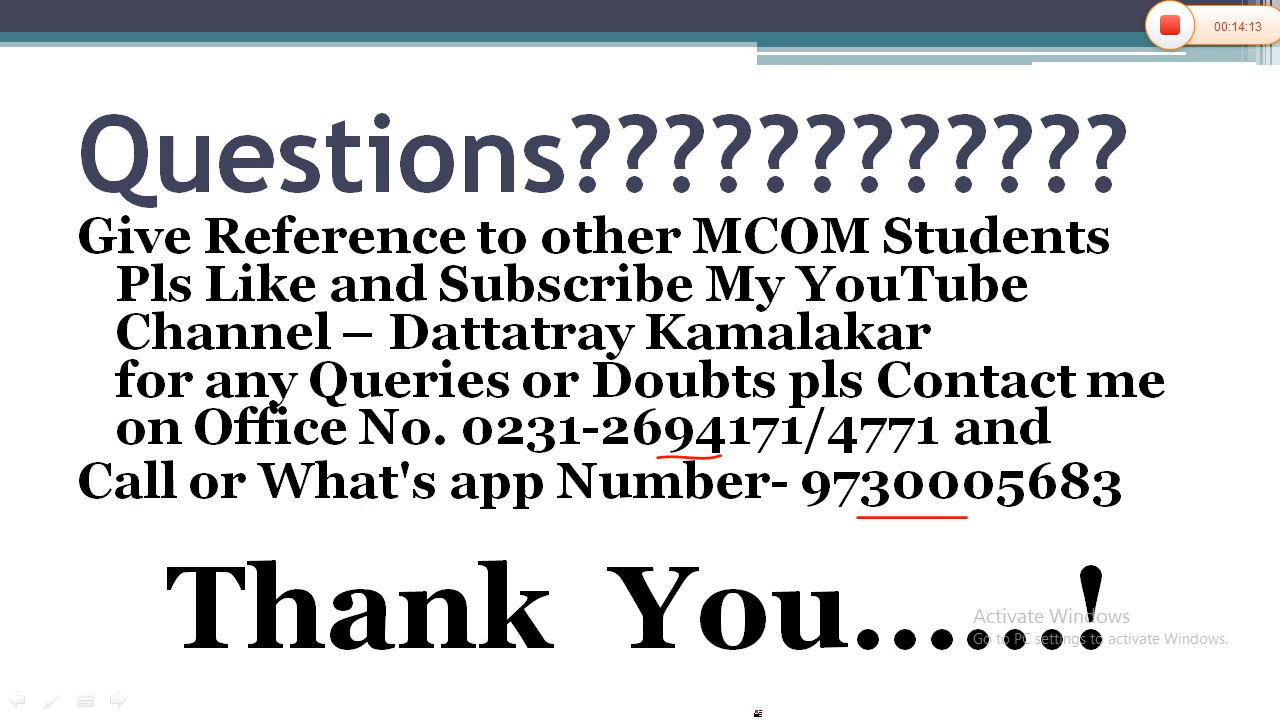 00:14:13
Questions????????????
Give Reference to other MCOM Students
Pls Like and Subscribe My YouTube
Channel – Dattatray Kamalakar
for any Queries or Doubts pls Contact me
on Office No. 0231-2694171/4771 and
Call or What's app Number- 9730005683
Thank You......!
Activate Windows
Go to PC settings to activate Windows.